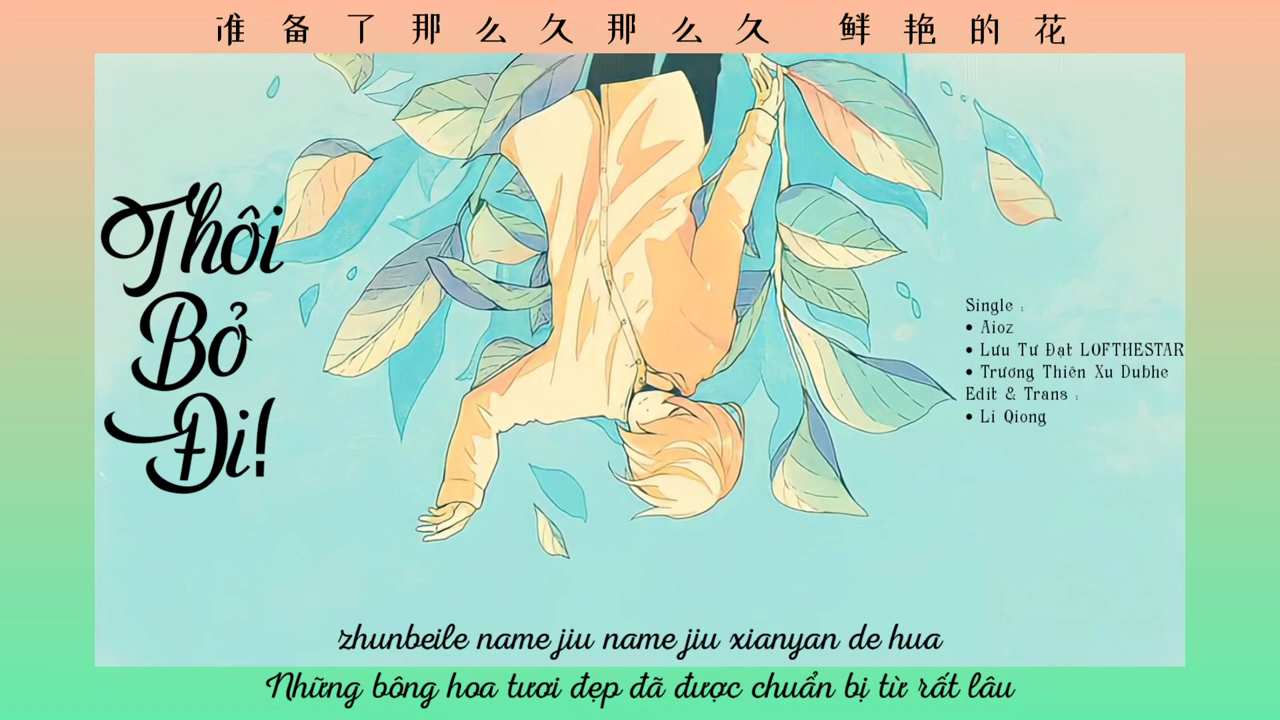 准备了那么久那么久 鲜艳的花
Thôi
Bỏ
Đi!
Single :
• Aioz
• Lưu Tư Đạt LOFTHESTAR
• Trương Thiên Xu Dubhe
Edit & Trans :
• Li Qiong
zhunbeile name jiu name jiu xianyan de hua
Những bông hoa tươi đẹp đã được chuẩn bị từ rất lâu